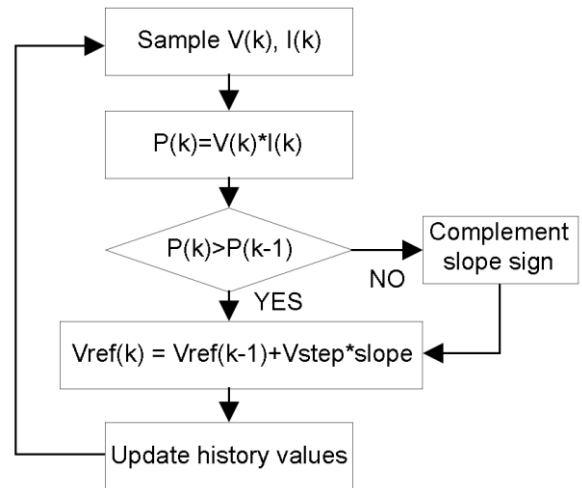 Sample V(k), I(k)
P(k)=V(k)*I(k)
P(k)>P(k-1)
NO
Complement
slope sign
YES
Vref(k) = Vref(k-1)+Vstep*slope
Update history values